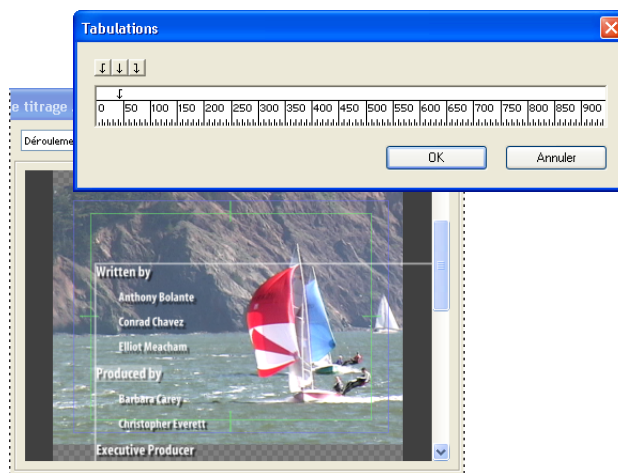 Tabulations
0 50 100 150 200 250 300 350 400 450 500 550 600 650 700 750 800 850 900
OK Annuler
e titrage
Dérouleme
Written by
Anthony Bolante
Conrad Chavez
Elliot Meacham
Produced by
Barbara Carey
Christopher Everett
Executive Producer